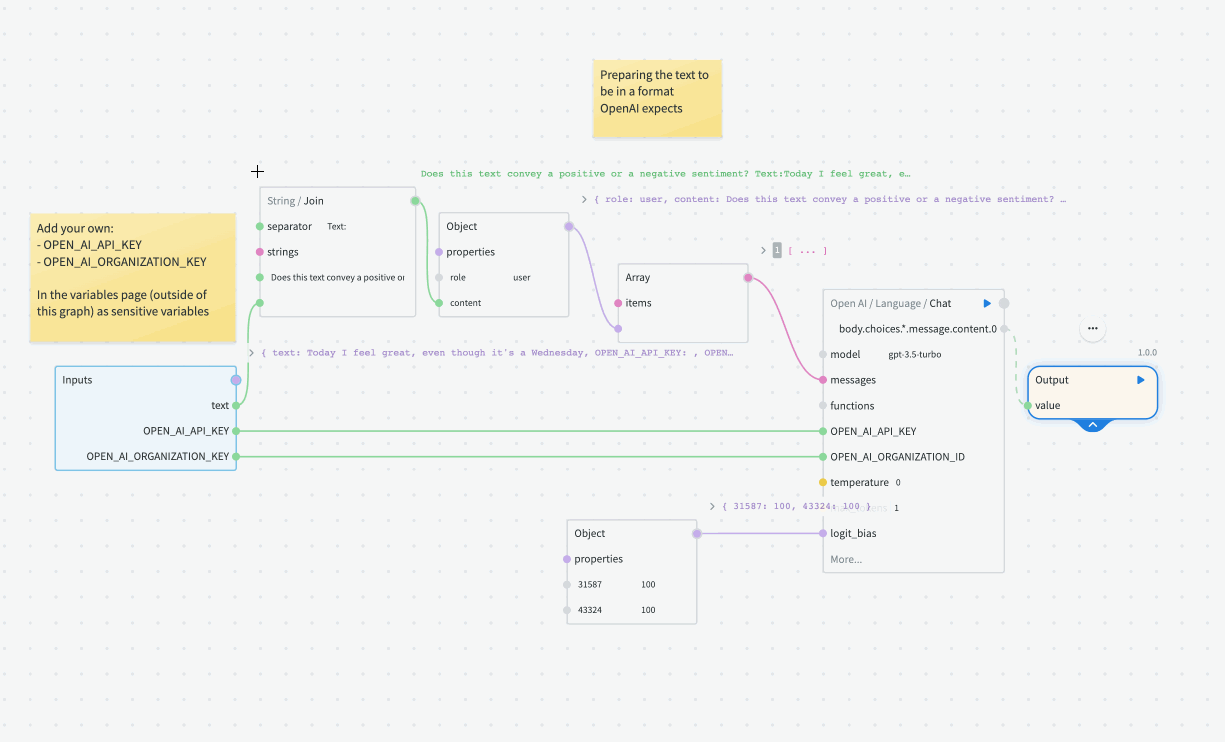 Preparing the text to
be in a format
OpenAI expects
Does this text convey a positive or a negative sentiment? Text:Today I feel great, e…
{ role: user, content: Does this text convey a positive or a negative sentiment? …
String / Join
separator Text:
strings
Does this text convey a positive or
Add your own:
- OPEN_AI_API_KEY
- OPEN_AI_ORGANIZATION_KEY
In the variables page (outside of
this graph) as sensitive variables
Object
properties
role user
content
1 [ ... ]
Array
items
{ text: Today I feel great, even though it's a Wednesday, OPEN_AI_API_KEY: , OPEN…
Inputs
text
OPEN_AI_API_KEY
OPEN_AI_ORGANIZATION_KEY
Open AI / Language / Chat
body.choices.*.message.content.0
model gpt-3.5-turbo
messages
functions
OPEN_AI_API_KEY
OPEN_AI_ORGANIZATION_ID
temperature 0
1
logit_bias
More...
1.0.0
Output
value
{ 31587: 100, 43324: 100 }
Object
properties
31587 100
43324 100